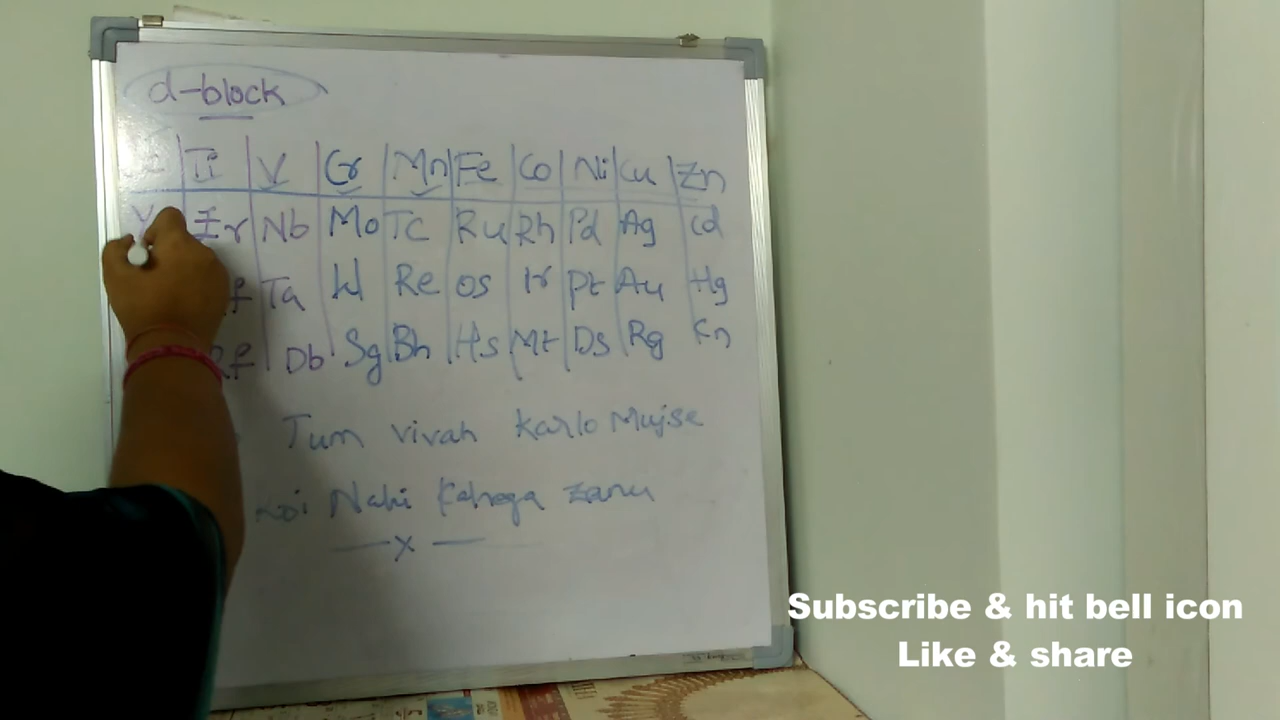 d-block
Ti V Cr Mn Fe Co Ni Cu Zn
Y Zr Nb Mo TC Ru Rh Pd Ag Cd
f Ta W Re Os Ir Pt Au Hg
Rf Db Sg Bh Hs Mt Ds Rg Cn
Tum vivah Karlo Mujse
Koi Nahi Kahega Zanu
— x —
Subscribe & hit bell icon
Like & share